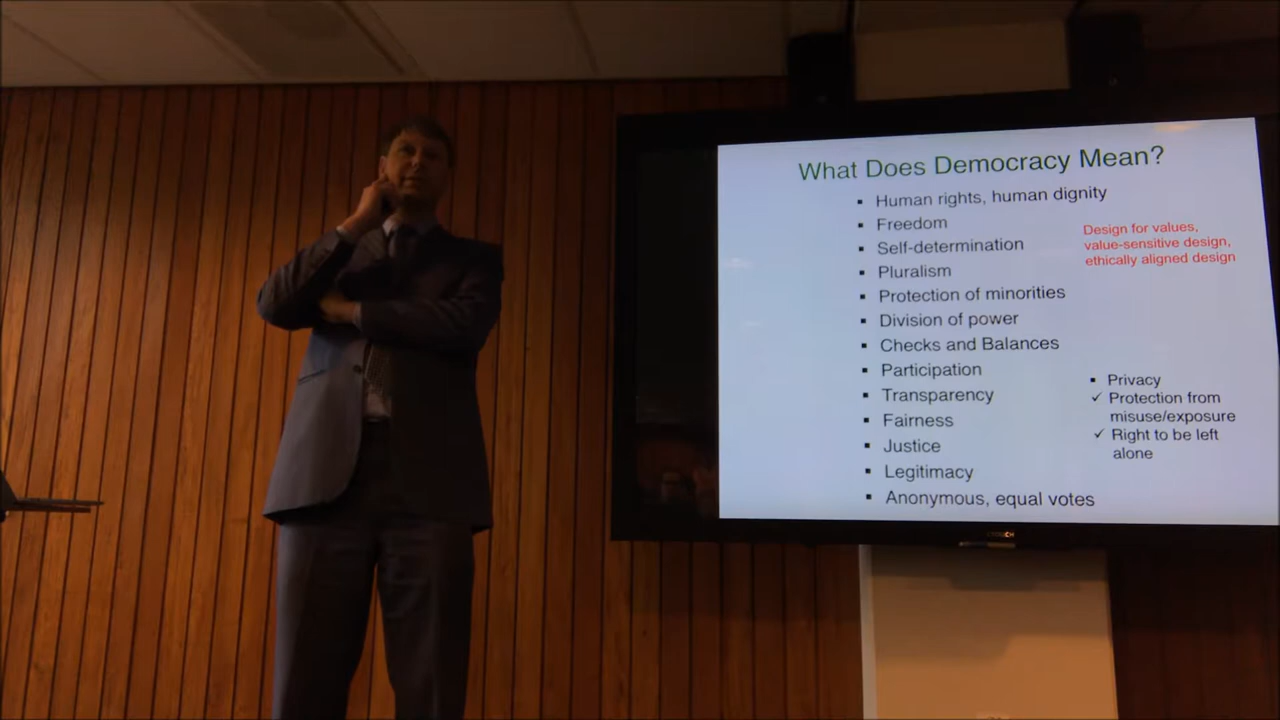 What Does Democracy Mean?
▪ Human rights, human dignity
▪ Freedom
▪ Self-determination
▪ Pluralism
▪ Protection of minorities
▪ Division of power
▪ Checks and Balances
▪ Participation
▪ Transparency
▪ Fairness
▪ Justice
▪ Legitimacy
▪ Anonymous, equal votes
Design for values,
value-sensitive design,
ethically aligned design
▪ Privacy
✓ Protection from
misuse/exposure
✓ Right to be left
alone